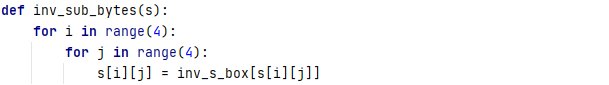 def inv_sub_bytes(s):
    for i in range(4):
        for j in range(4):
            s[i][j] = inv_s_box[s[i][j]]